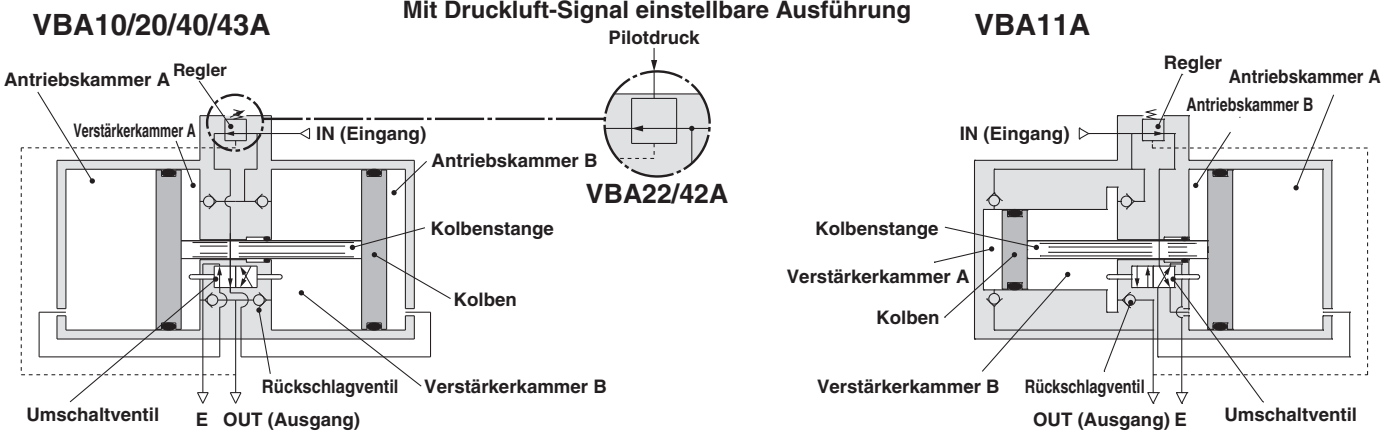 Mit Druckluft-Signal einstellbare Ausführung
VBA10/20/40/43A
Pilotdruck
Antriebskammer A
Regler
Verstärkerkammer A
IN (Eingang)
Antriebskammer B
VBA22/42A
Kolbenstange
Kolben
Umschaltventil
E
OUT (Ausgang)
Rückschlagventil
Verstärkerkammer B
VBA11A
Regler
Antriebskammer A
Antriebskammer B
IN (Eingang)
Kolbenstange
Verstärkerkammer A
Kolben
Verstärkerkammer B
Rückschlagventil
OUT (Ausgang)
E
Umschaltventil